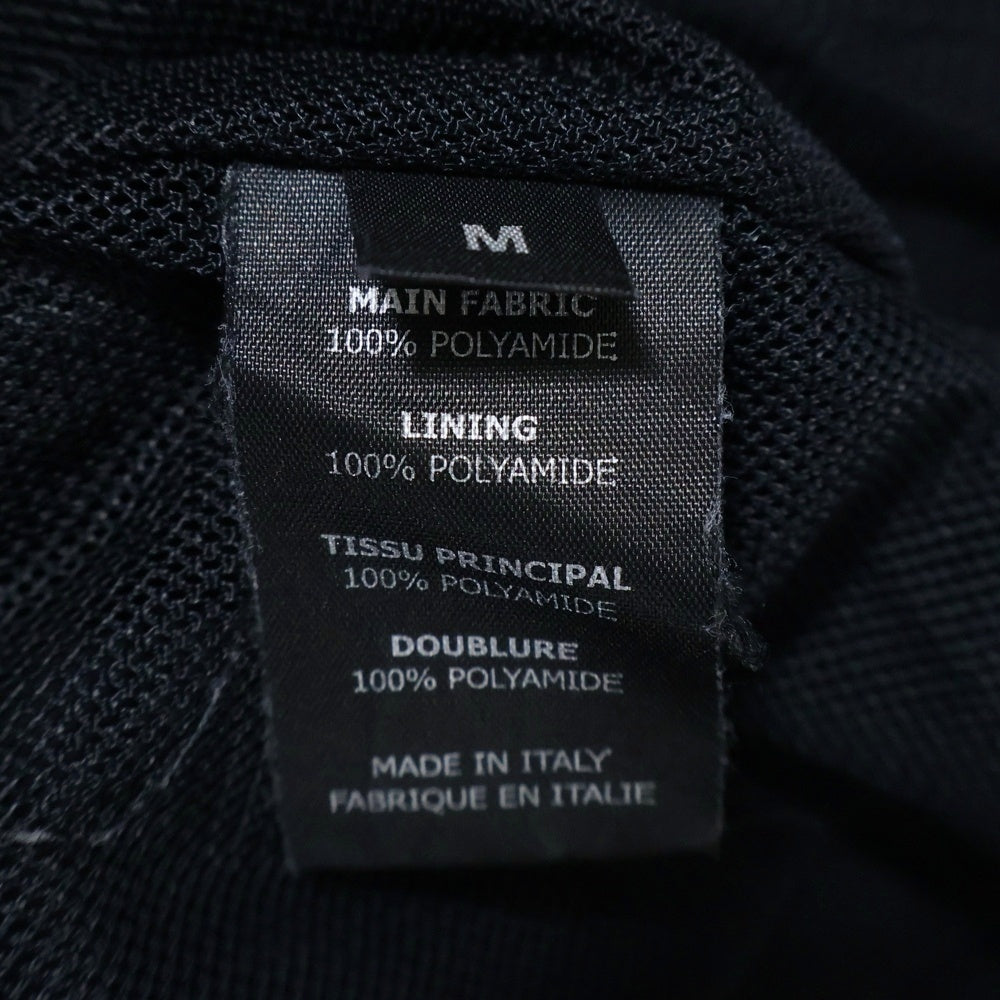 M
MAIN FABRIC
100% POLYAMIDE
LINING
100% POLYAMIDE
TISSU PRINCIPAL
100% POLYAMIDE
DOUBLURE
100% POLYAMIDE
MADE IN ITALY
FABRIQUE EN ITALIE